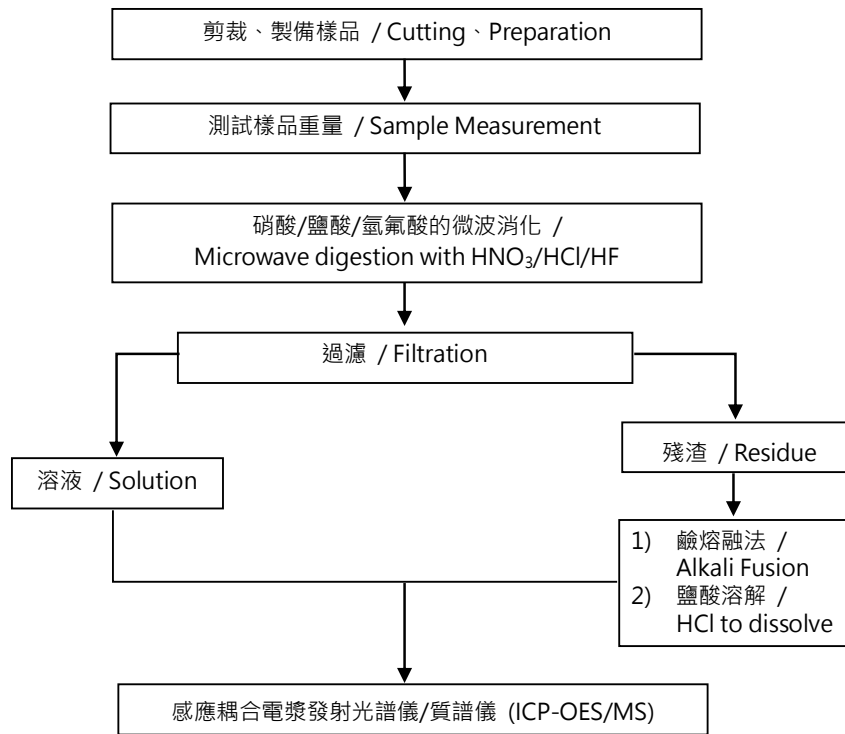 剪裁、製備樣品 / Cutting、Preparation
測試樣品重量 / Sample Measurement
硝酸/鹽酸/氫氟酸的微波消化 /
Microwave digestion with HNO₃/HCl/HF
過濾 / Filtration
溶液 / Solution
殘渣 / Residue
1) 鹼熔融法 /
Alkali Fusion
2) 鹽酸溶解 /
HCl to dissolve
感應耦合電漿發射光譜儀/質譜儀 (ICP-OES/MS)